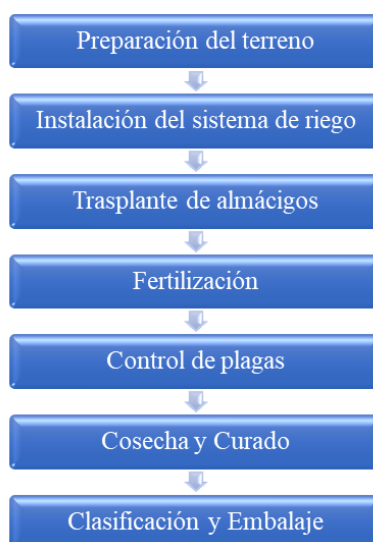 Preparación del terreno
Instalación del sistema de riego
Trasplante de almácigos
Fertilización
Control de plagas
Cosecha y Curado
Clasificación y Embalaje